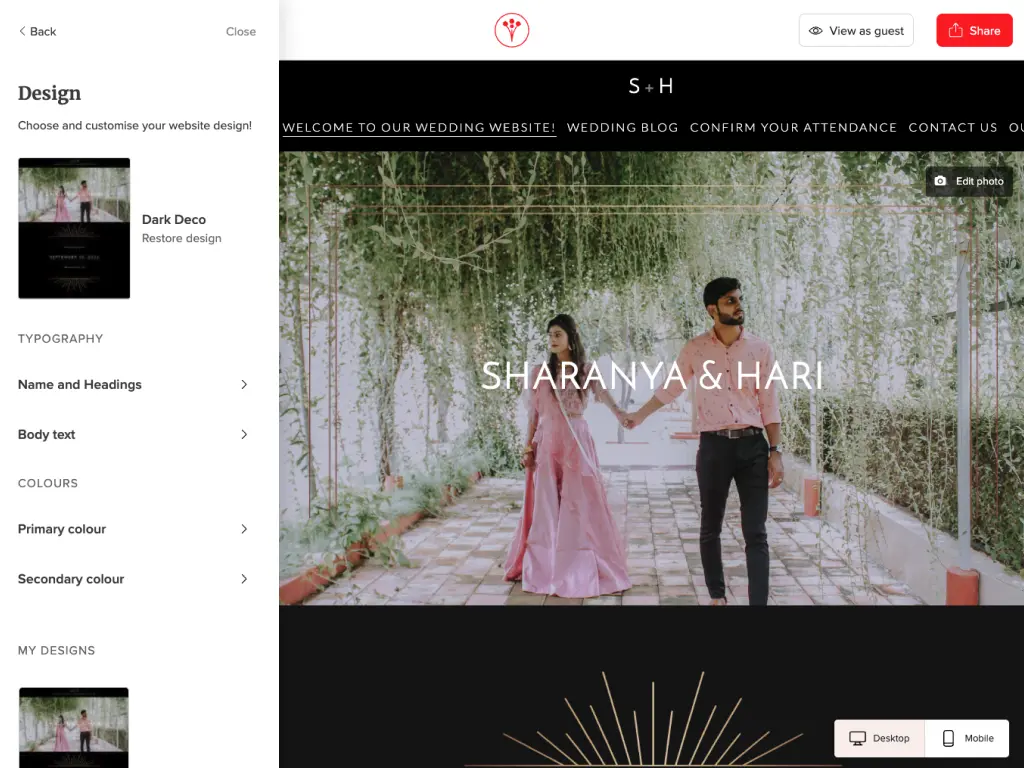 Back
Close
Design
Choose and customise your website design!
Dark Deco
Restore design
TYPOGRAPHY
Name and Headings
Body text
COLOURS
Primary colour
Secondary colour
MY DESIGNS
View as guest
Share
S + H
WELCOME TO OUR WEDDING WEBSITE! WEDDING BLOG CONFIRM YOUR ATTENDANCE CONTACT US OU
Edit photo
SHARANYA & HARI
Desktop
Mobile